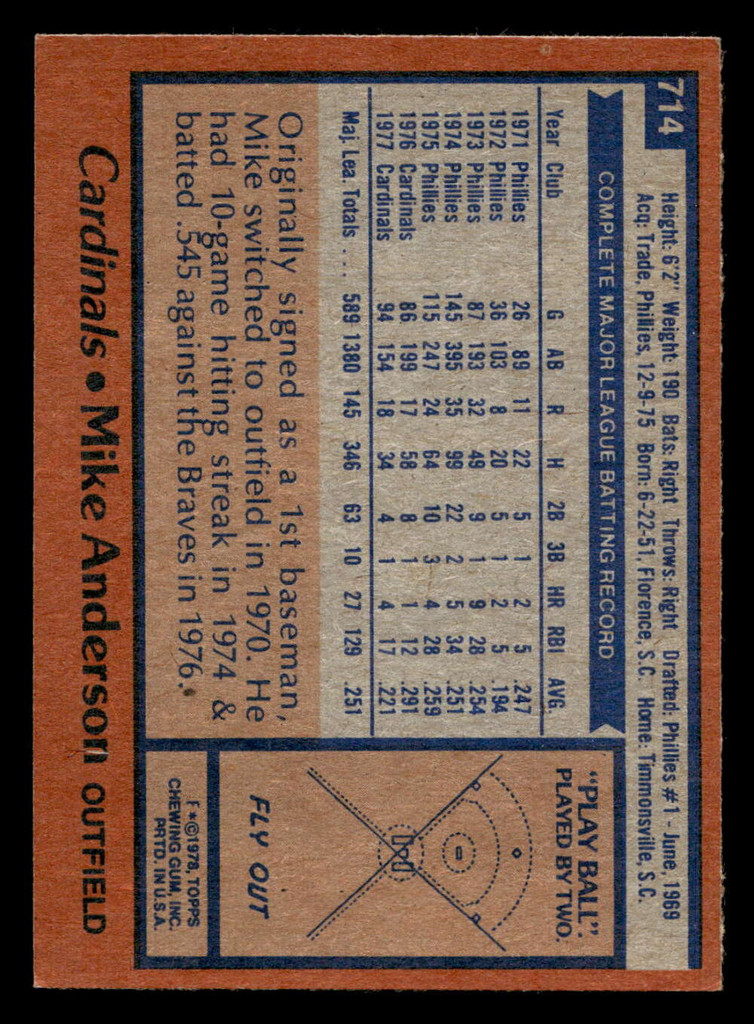 714
Height: 6'2" Weight: 190 Bats: Right Throws: Right Drafted: Phillies #1 - June, 1969
Acq: Trade, Phillies, 12-9-75 Born: 6-22-51, Florence, S.C. Home: Timmonsville, S.C.
COMPLETE MAJOR LEAGUE BATTING RECORD
Year Club G AB R H 2B 3B HR RBI AVG.
1971 Phillies 26 89 11 22 5 1 2 5 .247
1972 Phillies 36 103 8 20 5 1 2 5 .194
1973 Phillies 87 193 32 49 9 1 9 28 .254
1974 Phillies 145 395 35 99 22 2 5 34 .251
1975 Phillies 115 247 24 64 10 3 4 28 .259
1976 Cardinals 86 199 17 58 8 1 1 12 .291
1977 Cardinals 94 154 18 34 4 1 4 17 .221
Maj. Lea. Totals ... 589 1380 145 346 63 10 27 129 .251
Originally signed as a 1st baseman,
Mike switched to outfield in 1970. He
had 10-game hitting streak in 1974 &
batted .545 against the Braves in 1976.
"PLAY BALL":
PLAYED BY TWO.
FLY OUT
F*©1978, TOPPS
CHEWING GUM, INC.
PRTD. IN U.S.A.
Cardinals • Mike Anderson OUTFIELD